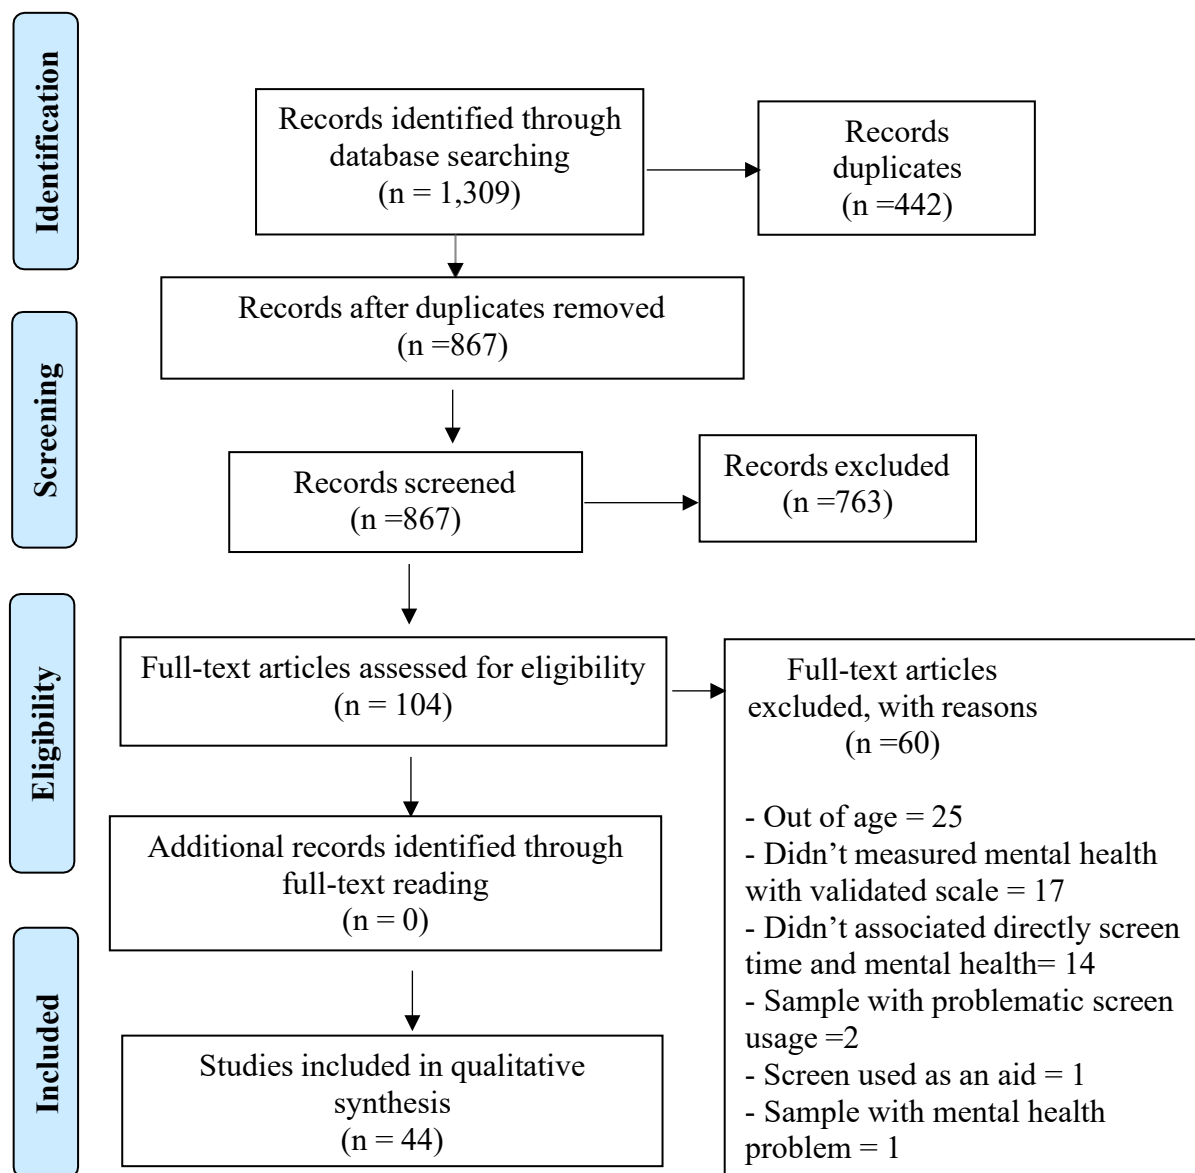 Identification
Records identified through
database searching
(n = 1,309)
Records
duplicates
(n =442)
Records after duplicates removed
(n =867)
Screening
Records screened
(n =867)
Records excluded
(n =763)
Eligibility
Full-text articles assessed for eligibility
(n = 104)
Full-text articles
excluded, with reasons
(n =60)
- Out of age = 25
- Didn’t measured mental health
with validated scale = 17
- Didn’t associated directly screen
time and mental health= 14
- Sample with problematic screen
usage =2
- Screen used as an aid = 1
- Sample with mental health
problem = 1
Additional records identified through
full-text reading
(n = 0)
Included
Studies included in qualitative
synthesis
(n = 44)